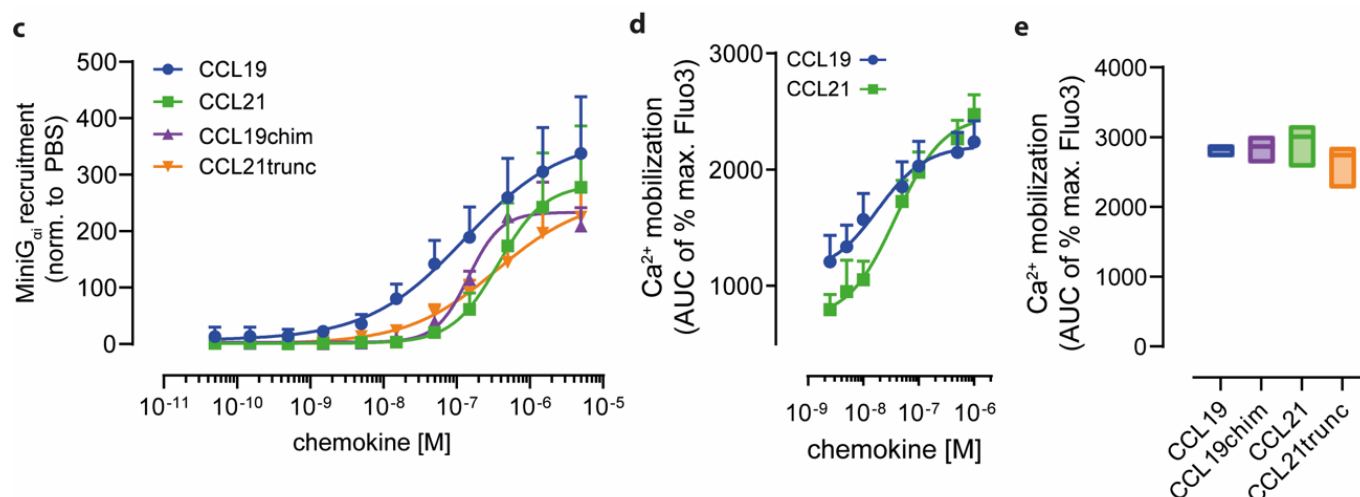 c
MiniGαi recruitment
(norm. to PBS)
500
400
300
200
100
0
CCL19
CCL21
CCL19chim
CCL21trunc
10⁻¹¹ 10⁻¹⁰ 10⁻⁹ 10⁻⁸ 10⁻⁷ 10⁻⁶ 10⁻⁵
chemokine [M]
d
Ca²⁺ mobilization
(AUC of % max. Fluo3)
3000
2000
1000
CCL19
CCL21
10⁻⁹ 10⁻⁸ 10⁻⁷ 10⁻⁶
chemokine [M]
e
Ca²⁺ mobilization
(AUC of % max. Fluo3)
4000
3000
2000
1000
0
CCL19
CCL19chim
CCL21
CCL21trunc